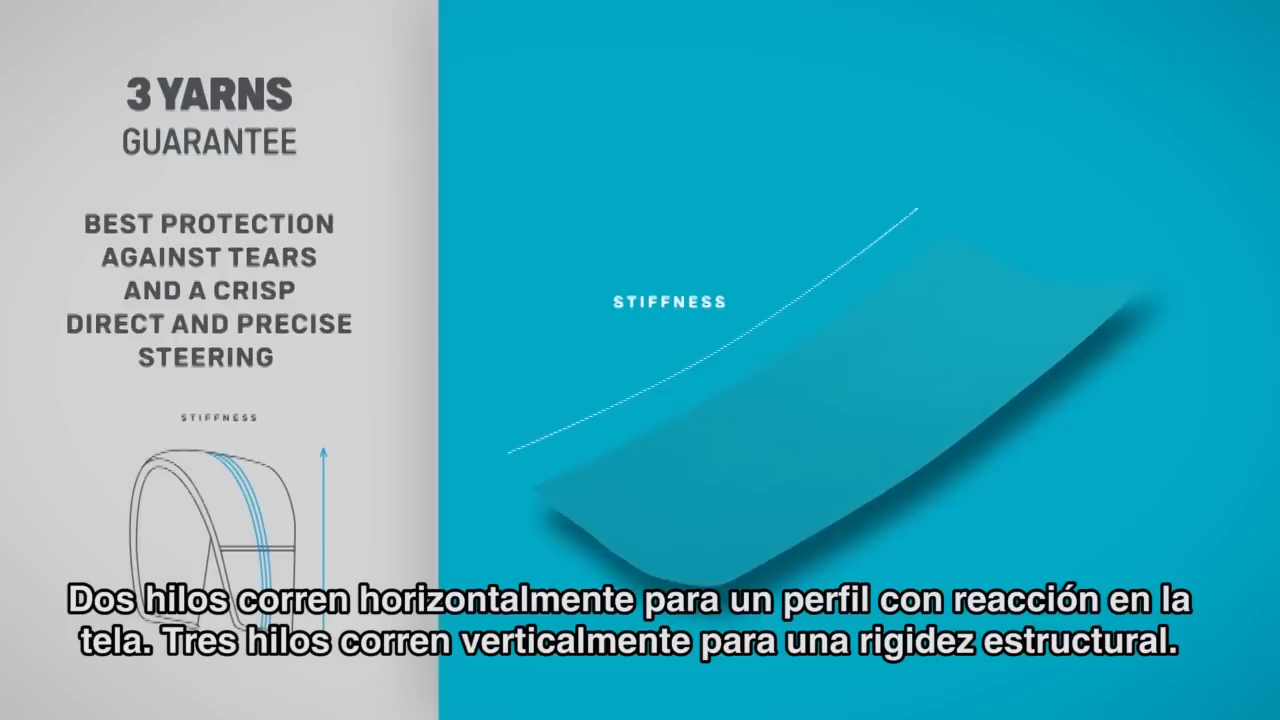 3 YARNS
GUARANTEE
BEST PROTECTION
AGAINST TEARS
AND A CRISP
DIRECT AND PRECISE
STEERING
STIFFNESS
STIFFNESS
Dos hilos corren horizontalmente para un perfil con reacción en la
tela. Tres hilos corren verticalmente para una rigidez estructural.